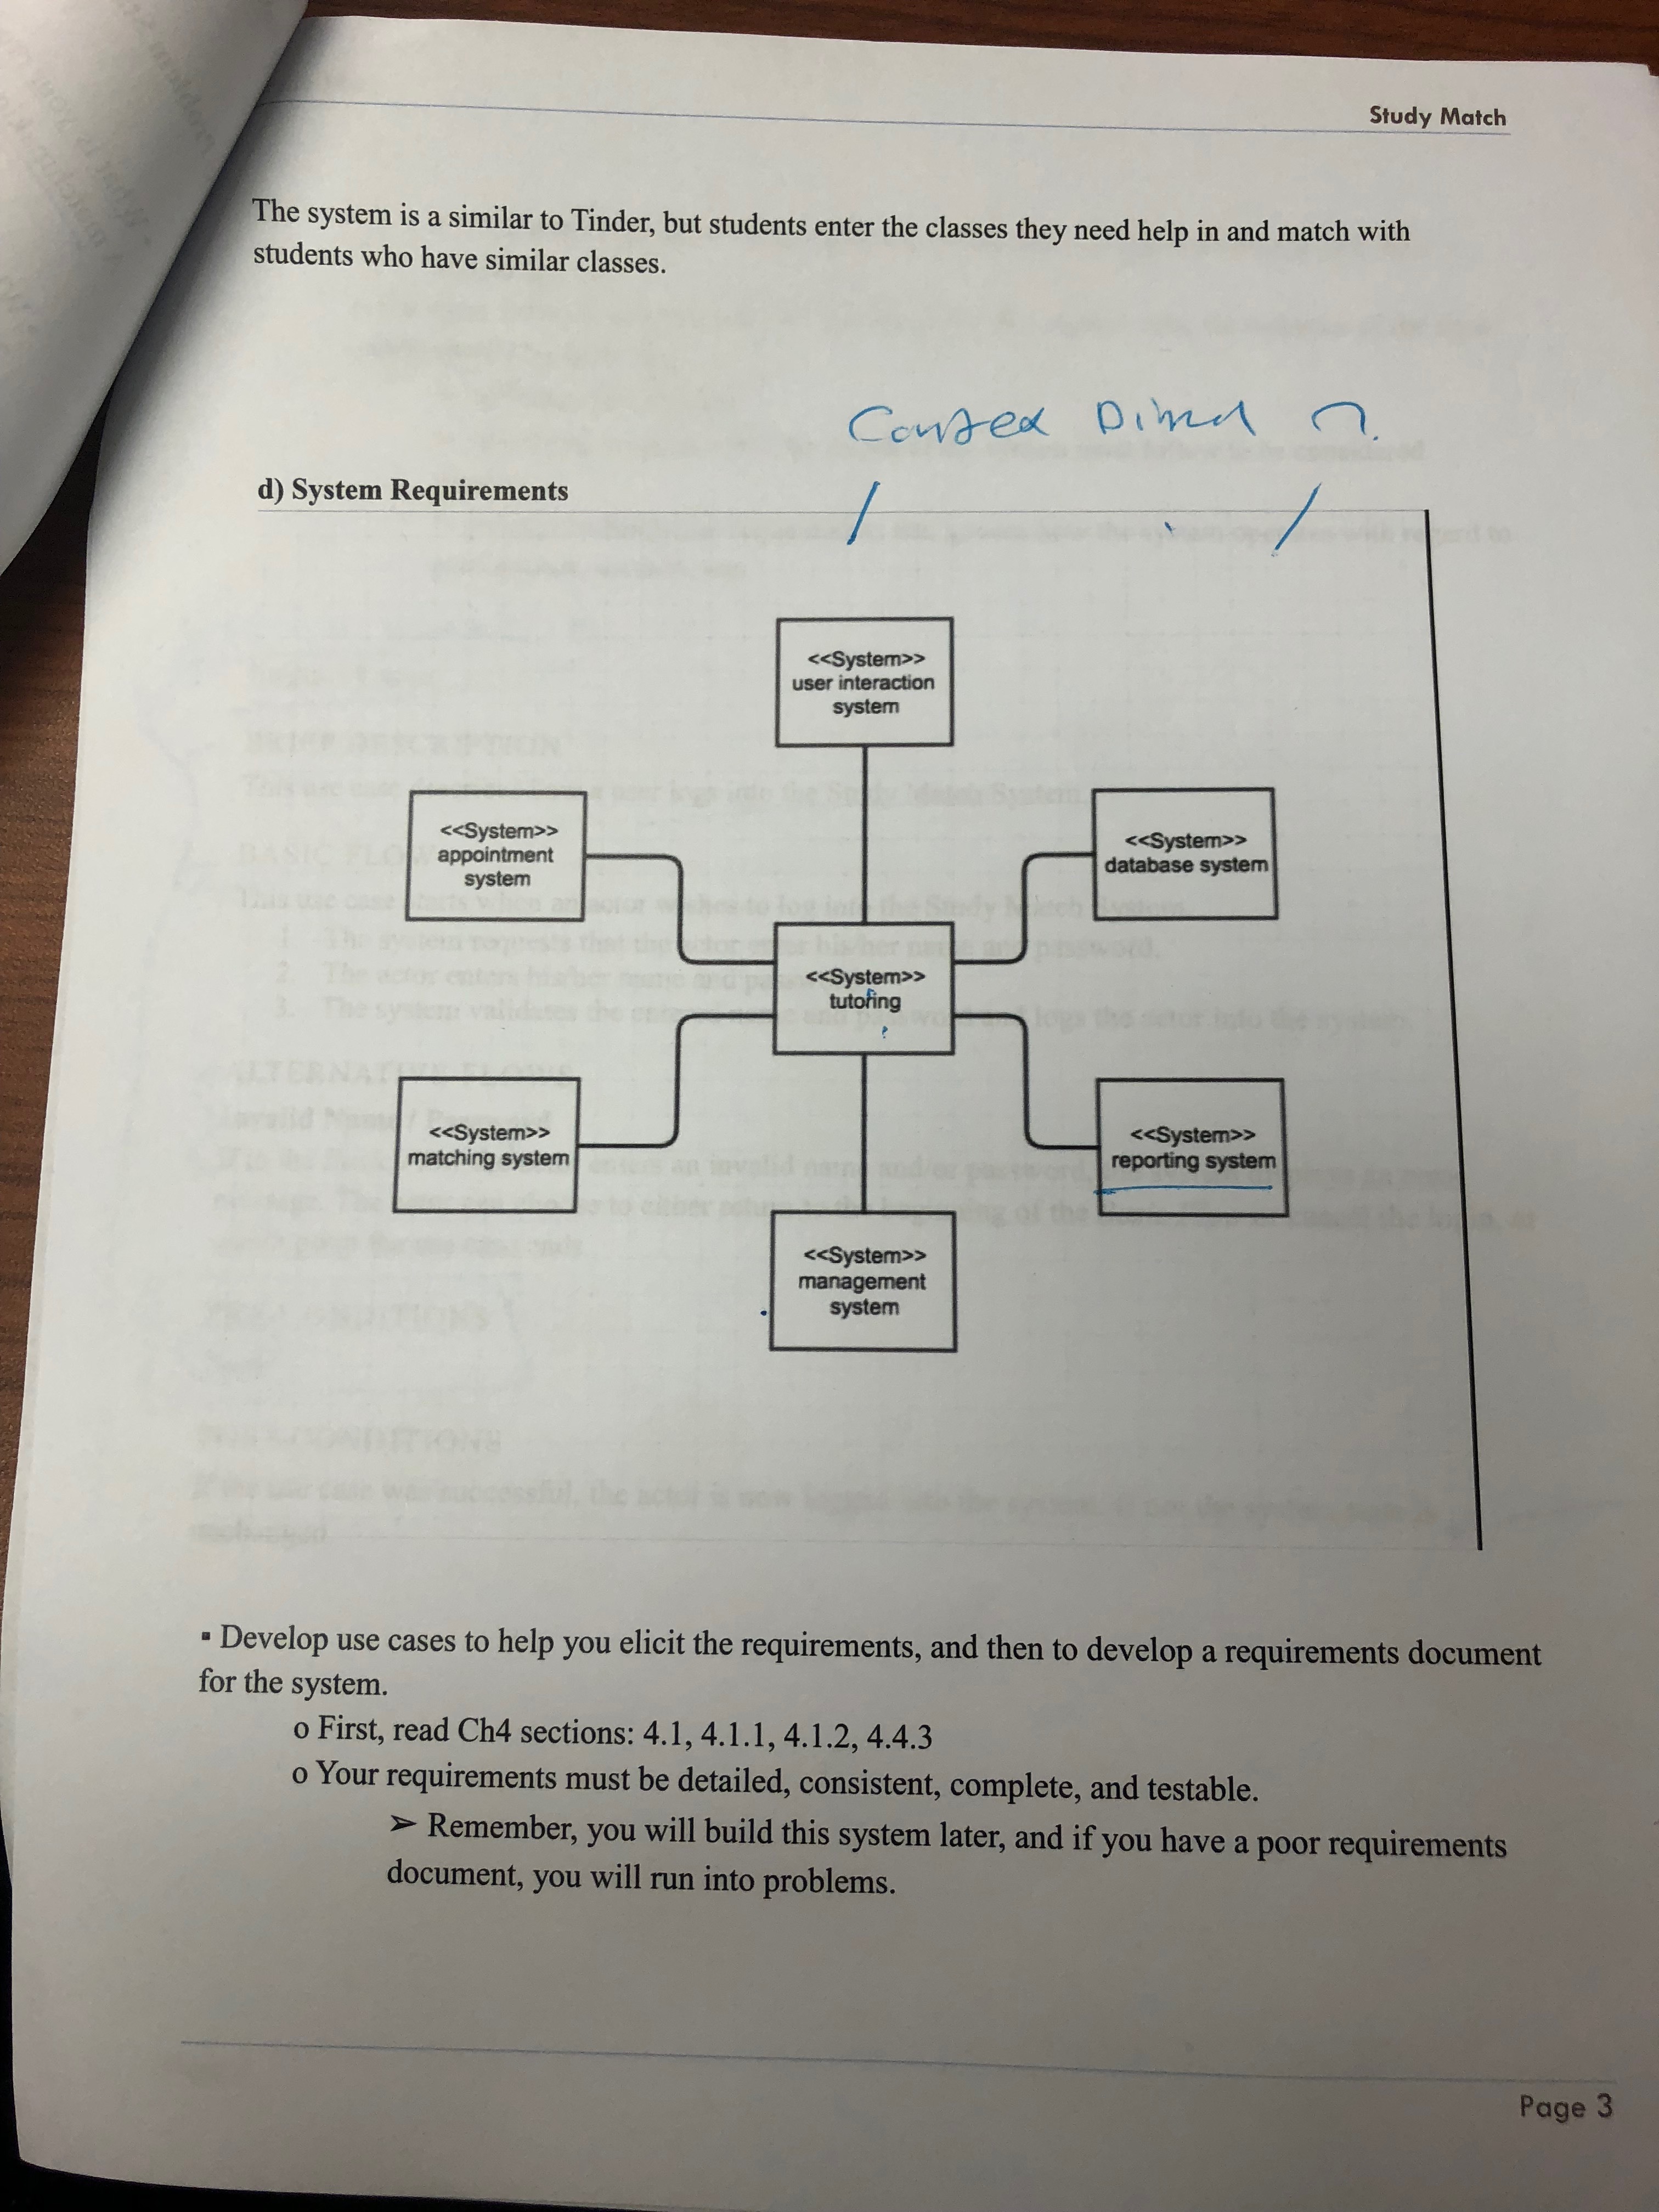 Study Match
The system is a similar to Tinder, but students enter the classes they need help in and match with
students who have similar classes.
d) System Requirements
<<System>>
user interaction
system
<<System>>
appointment
system
<<System>>
database system
<<System>>
tutoring
?
<<System>>
matching system
<<System>>
reporting system
<<System>>
management
system
▪ Develop use cases to help you elicit the requirements, and then to develop a requirements document
for the system.
o First, read Ch4 sections: 4.1, 4.1.1, 4.1.2, 4.4.3
o Your requirements must be detailed, consistent, complete, and testable.
➢ Remember, you will build this system later, and if you have a poor requirements
document, you will run into problems.
Page 3